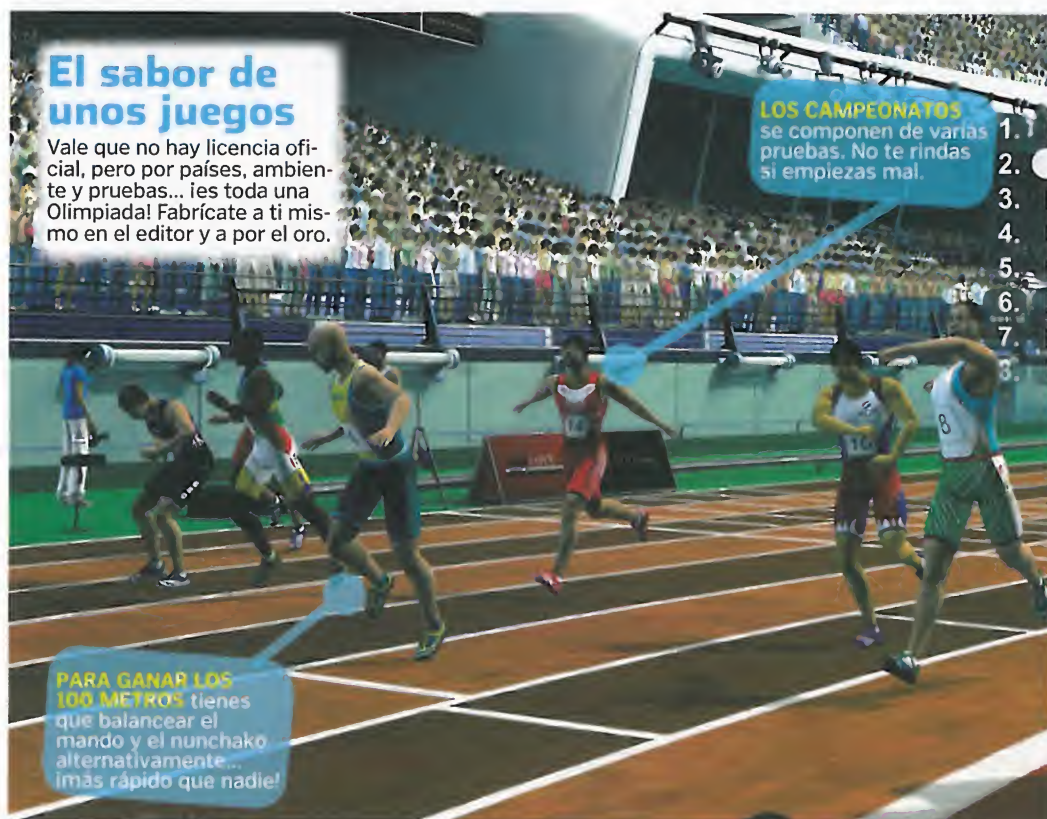 El sabor de
unos juegos
Vale que no hay licencia ofi-
cial, pero por países, ambien-
te y pruebas... ¡es toda una
Olimpiada! Fabrícate a ti mis-
mo en el editor y a por el oro.
LOS CAMPEONATOS
se componen de varias
pruebas. No te rindas
si empiezas mal.
1.
2.
3.
4.
5.
6.
7.
8.
14
16
8
PARA GANAR LOS
100 METROS tienes
que balancear el
mando y el nunchako
alternativamente...
¡más rápido que nadie!